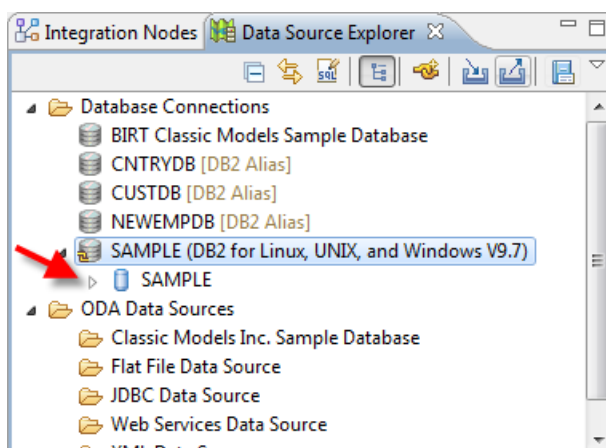 Integration Nodes Data Source Explorer
SQL
Database Connections
BIRT Classic Models Sample Database
CNTRYDB [DB2 Alias]
CUSTDB [DB2 Alias]
NEWEMPDB [DB2 Alias]
SAMPLE (DB2 for Linux, UNIX, and Windows V9.7)
SAMPLE
ODA Data Sources
Classic Models Inc. Sample Database
Flat File Data Source
JDBC Data Source
Web Services Data Source